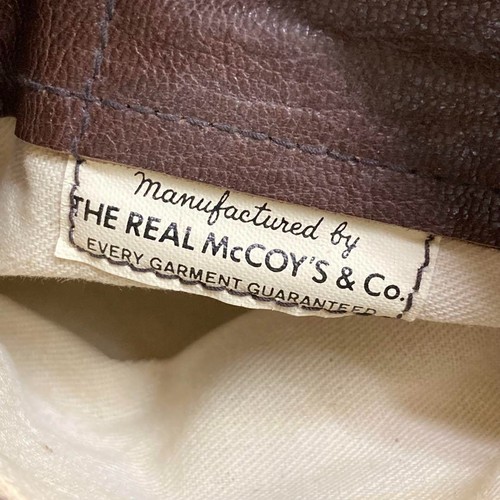 Manufactured by
THE REAL McCOY'S & Co.
EVERY GARMENT GUARANTEED